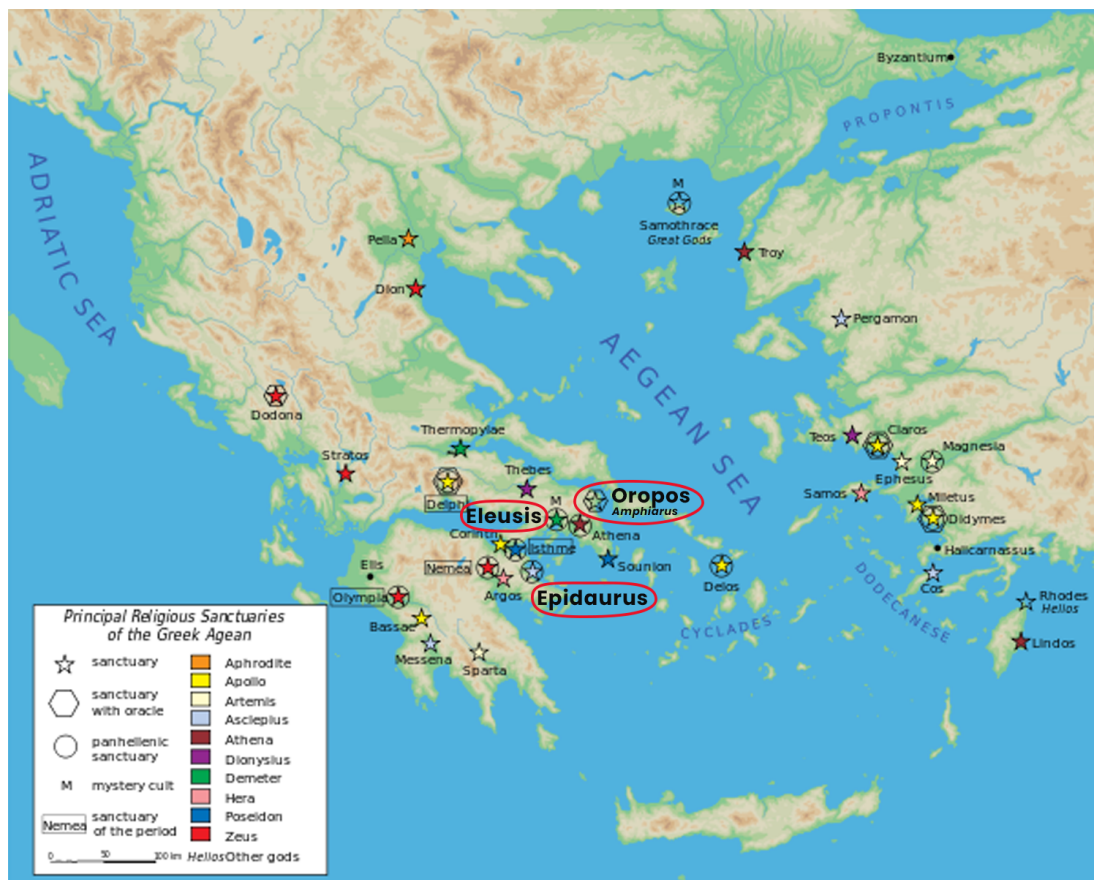 Byzantium
PROPONTIS
ADRIATIC SEA
M
Samothrace
Great Gods
Pella
Troy
Dion
Pergamon
AEGEAN SEA
Dodona
Thermopylae
Teos
Claros
Magnesia
Stratos
Thebes
Ephesus
Delphi
M
Oropos
Amphiarus
Samos
Miletus
Eleusis
Didymes
Corinth
Athena
Isthme
Halicarnassus
Elis
Nemea
Sounion
Argos
Delos
Cos
Olympia
Epidaurus
DODECANESE
Rhodes
Helios
Bassae
CYCLADES
Lindos
Messena
Sparta
Principal Religious Sanctuaries
of the Greek Agean
sanctuary
sanctuary
with oracle
panhellenic
sanctuary
M mystery cult
Nemea sanctuary
of the period
0 50 100 km
Aphrodite
Apollo
Artemis
Asclepius
Athena
Dionysius
Demeter
Hera
Poseidon
Zeus
Helios Other gods